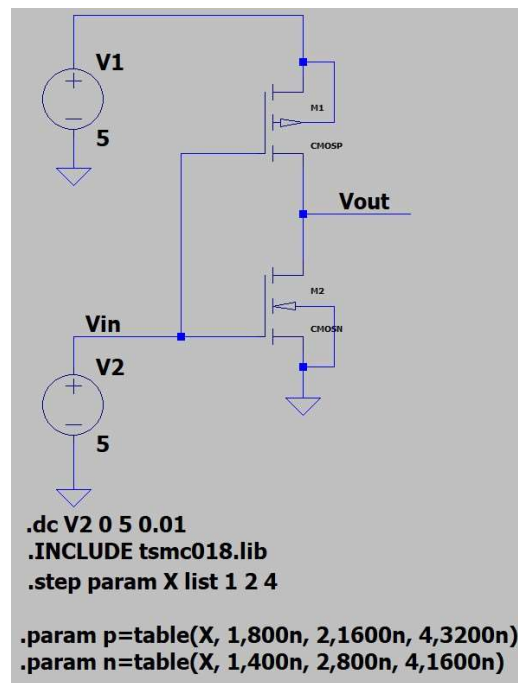 V1
5
M1
CMOSP
Vout
M2
CMOSN
Vin
V2
5
.dc V2 0 5 0.01
.INCLUDE tsmc018.lib
.step param X list 1 2 4
.param p=table(X, 1,800n, 2,1600n, 4,3200n)
.param n=table(X, 1,400n, 2,800n, 4,1600n)